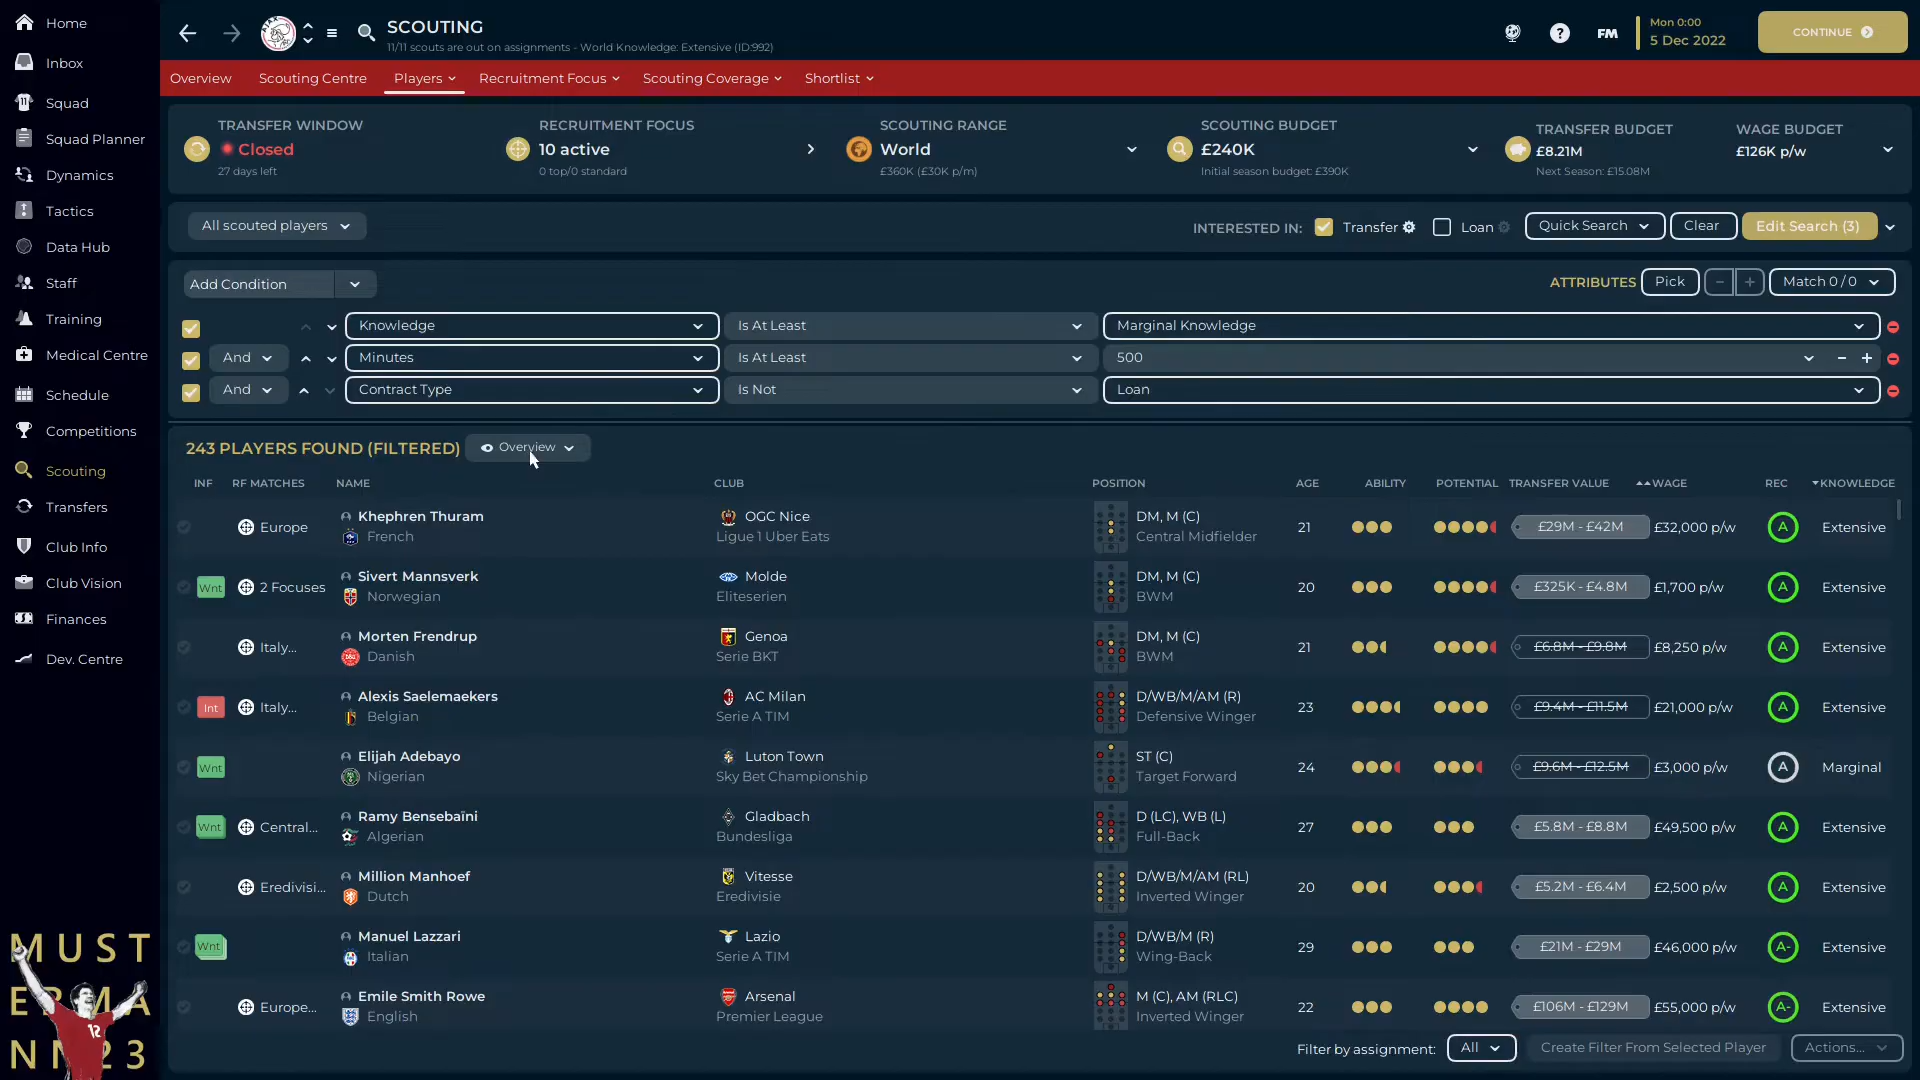 Home
Inbox
Squad
Squad Planner
Dynamics
Tactics
Data Hub
Staff
Training
Medical Centre
Schedule
Competitions
Scouting
Transfers
Club Info
Club Vision
Finances
Dev. Centre
SCOUTING
11/11 scouts are out on assignments - World Knowledge: Extensive (ID:992)
FM
Mon 0:00
5 Dec 2022
CONTINUE
Overview Scouting Centre Players Recruitment Focus Scouting Coverage Shortlist
TRANSFER WINDOW
Closed
27 days left
RECRUITMENT FOCUS
10 active
0 top/0 standard
SCOUTING RANGE
World
£360K (£30K p/m)
SCOUTING BUDGET
£240K
Initial season budget: £390K
TRANSFER BUDGET
£8.21M
Next Season: £15.08M
WAGE BUDGET
£126K p/w
All scouted players
INTERESTED IN: Transfer Loan Quick Search Clear Edit Search (3)
Add Condition
ATTRIBUTES Pick - + Match 0 / 0
Knowledge Is At Least Marginal Knowledge
And Minutes Is At Least 500 - +
And Contract Type Is Not Loan
243 PLAYERS FOUND (FILTERED) Overview
INF RF MATCHES NAME CLUB POSITION AGE ABILITY POTENTIAL TRANSFER VALUE WAGE REC KNOWLEDGE
Khephren Thuram OGC Nice DM, M (C)
Europe 21 £29M - £42M £32,000 p/w A Extensive
French Ligue 1 Uber Eats Central Midfielder
Sivert Mannsverk Molde DM, M (C)
Wnt 2 Focuses 20 £325K - £4.8M £1,700 p/w A Extensive
Norwegian Eliteserien BWM
Morten Frendrup Genoa DM, M (C)
Italy... 21 £6.8M - £9.8M £8,250 p/w A Extensive
Danish Serie BKT BWM
Alexis Saelemaekers AC Milan D/WB/M/AM (R)
Int Italy... 23 £9.4M - £11.5M £21,000 p/w A Extensive
Belgian Serie A TIM Defensive Winger
Elijah Adebayo Luton Town ST (C)
Wnt 24 £9.6M - £12.5M £3,000 p/w A Marginal
Nigerian Sky Bet Championship Target Forward
Ramy Bensebaïni Gladbach D (LC), WB (L)
Wnt Central... 27 £5.8M - £8.8M £49,500 p/w A Extensive
Algerian Bundesliga Full-Back
Million Manhoef Vitesse D/WB/M/AM (RL)
Eredivisi... 20 £5.2M - £6.4M £2,500 p/w A Extensive
Dutch Eredivisie Inverted Winger
Manuel Lazzari Lazio D/WB/M (R)
Wnt 29 £21M - £29M £46,000 p/w A- Extensive
Italian Serie A TIM Wing-Back
Emile Smith Rowe Arsenal M (C), AM (RLC)
Europe... 22 £106M - £129M £55,000 p/w A- Extensive
English Premier League Inverted Winger
Filter by assignment: All Create Filter From Selected Player Actions...
MUST
ERMA
NN23
12